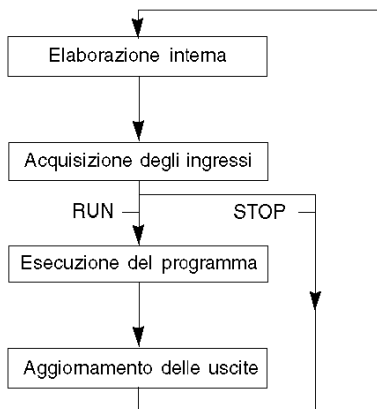 Elaborazione interna
Acquisizione degli ingressi
RUN
STOP
Esecuzione del programma
Aggiornamento delle uscite